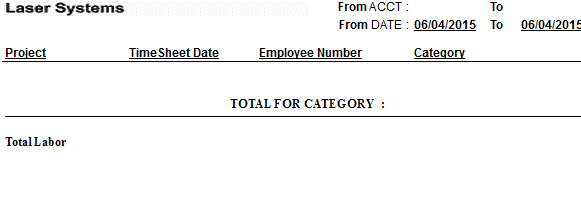 Laser Systems
From ACCT : To
From DATE : 06/04/2015 To 06/04/2015
Project TimeSheet Date Employee Number Category
TOTAL FOR CATEGORY :
Total Labor